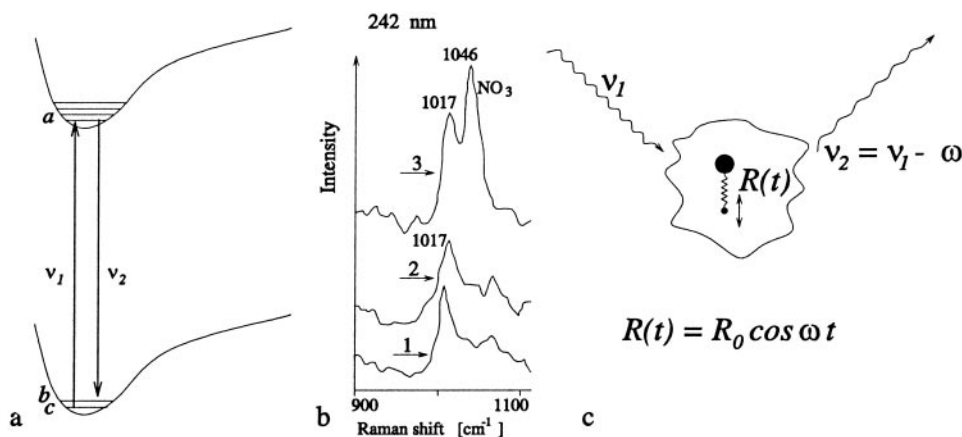 a
ν1
ν2
b
c
a
242 nm
Intensity
1046
NO3
1017
3
1017
2
1
900
1100
Raman shift [cm-1]
b
ν1
R(t)
ν2 = ν1 - ω
R(t) = R0 cos ω t
c